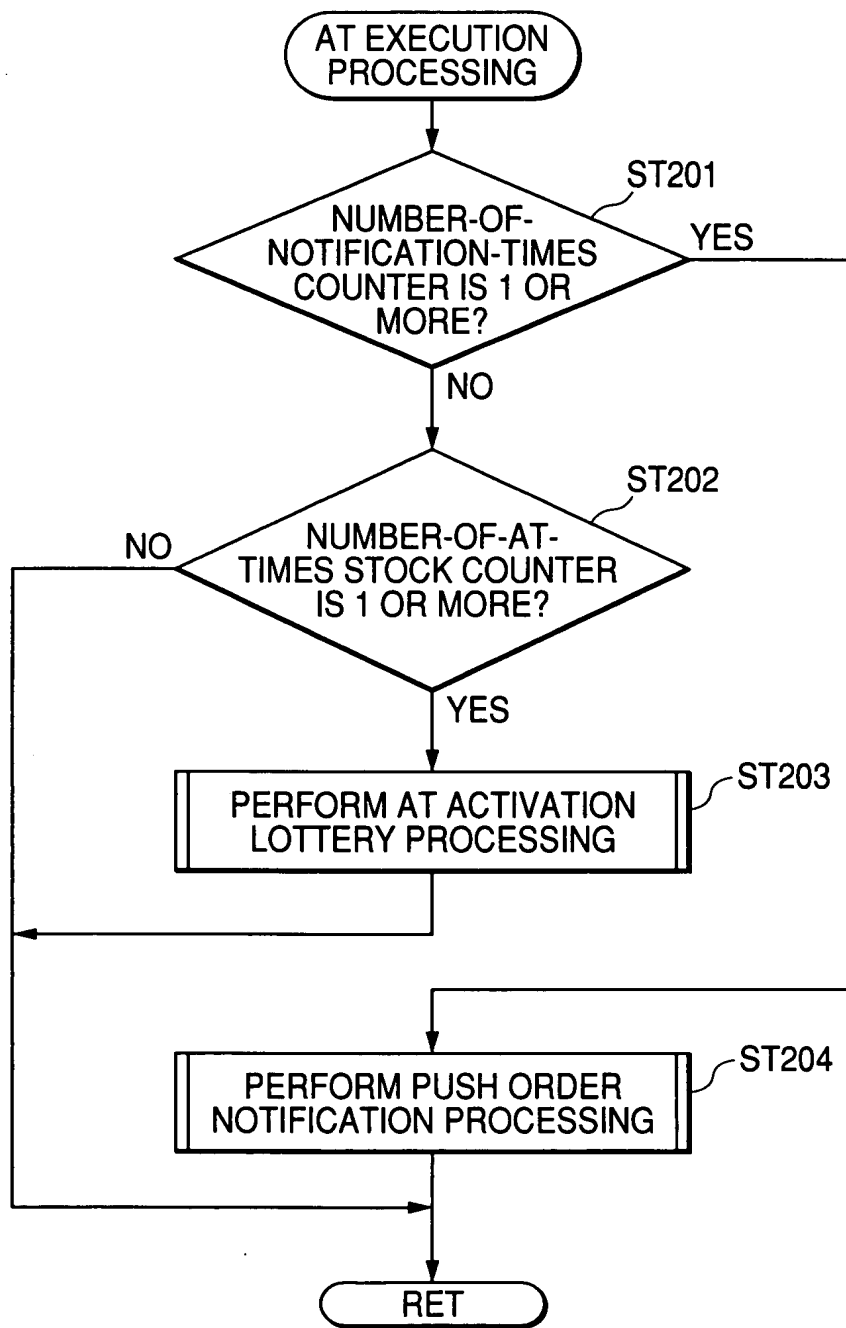 AT EXECUTION
PROCESSING
ST201
NUMBER-OF-
NOTIFICATION-TIMES
COUNTER IS 1 OR
MORE?
YES
NO
ST202
NO
NUMBER-OF-AT-
TIMES STOCK COUNTER
IS 1 OR MORE?
YES
ST203
PERFORM AT ACTIVATION
LOTTERY PROCESSING
ST204
PERFORM PUSH ORDER
NOTIFICATION PROCESSING
RET